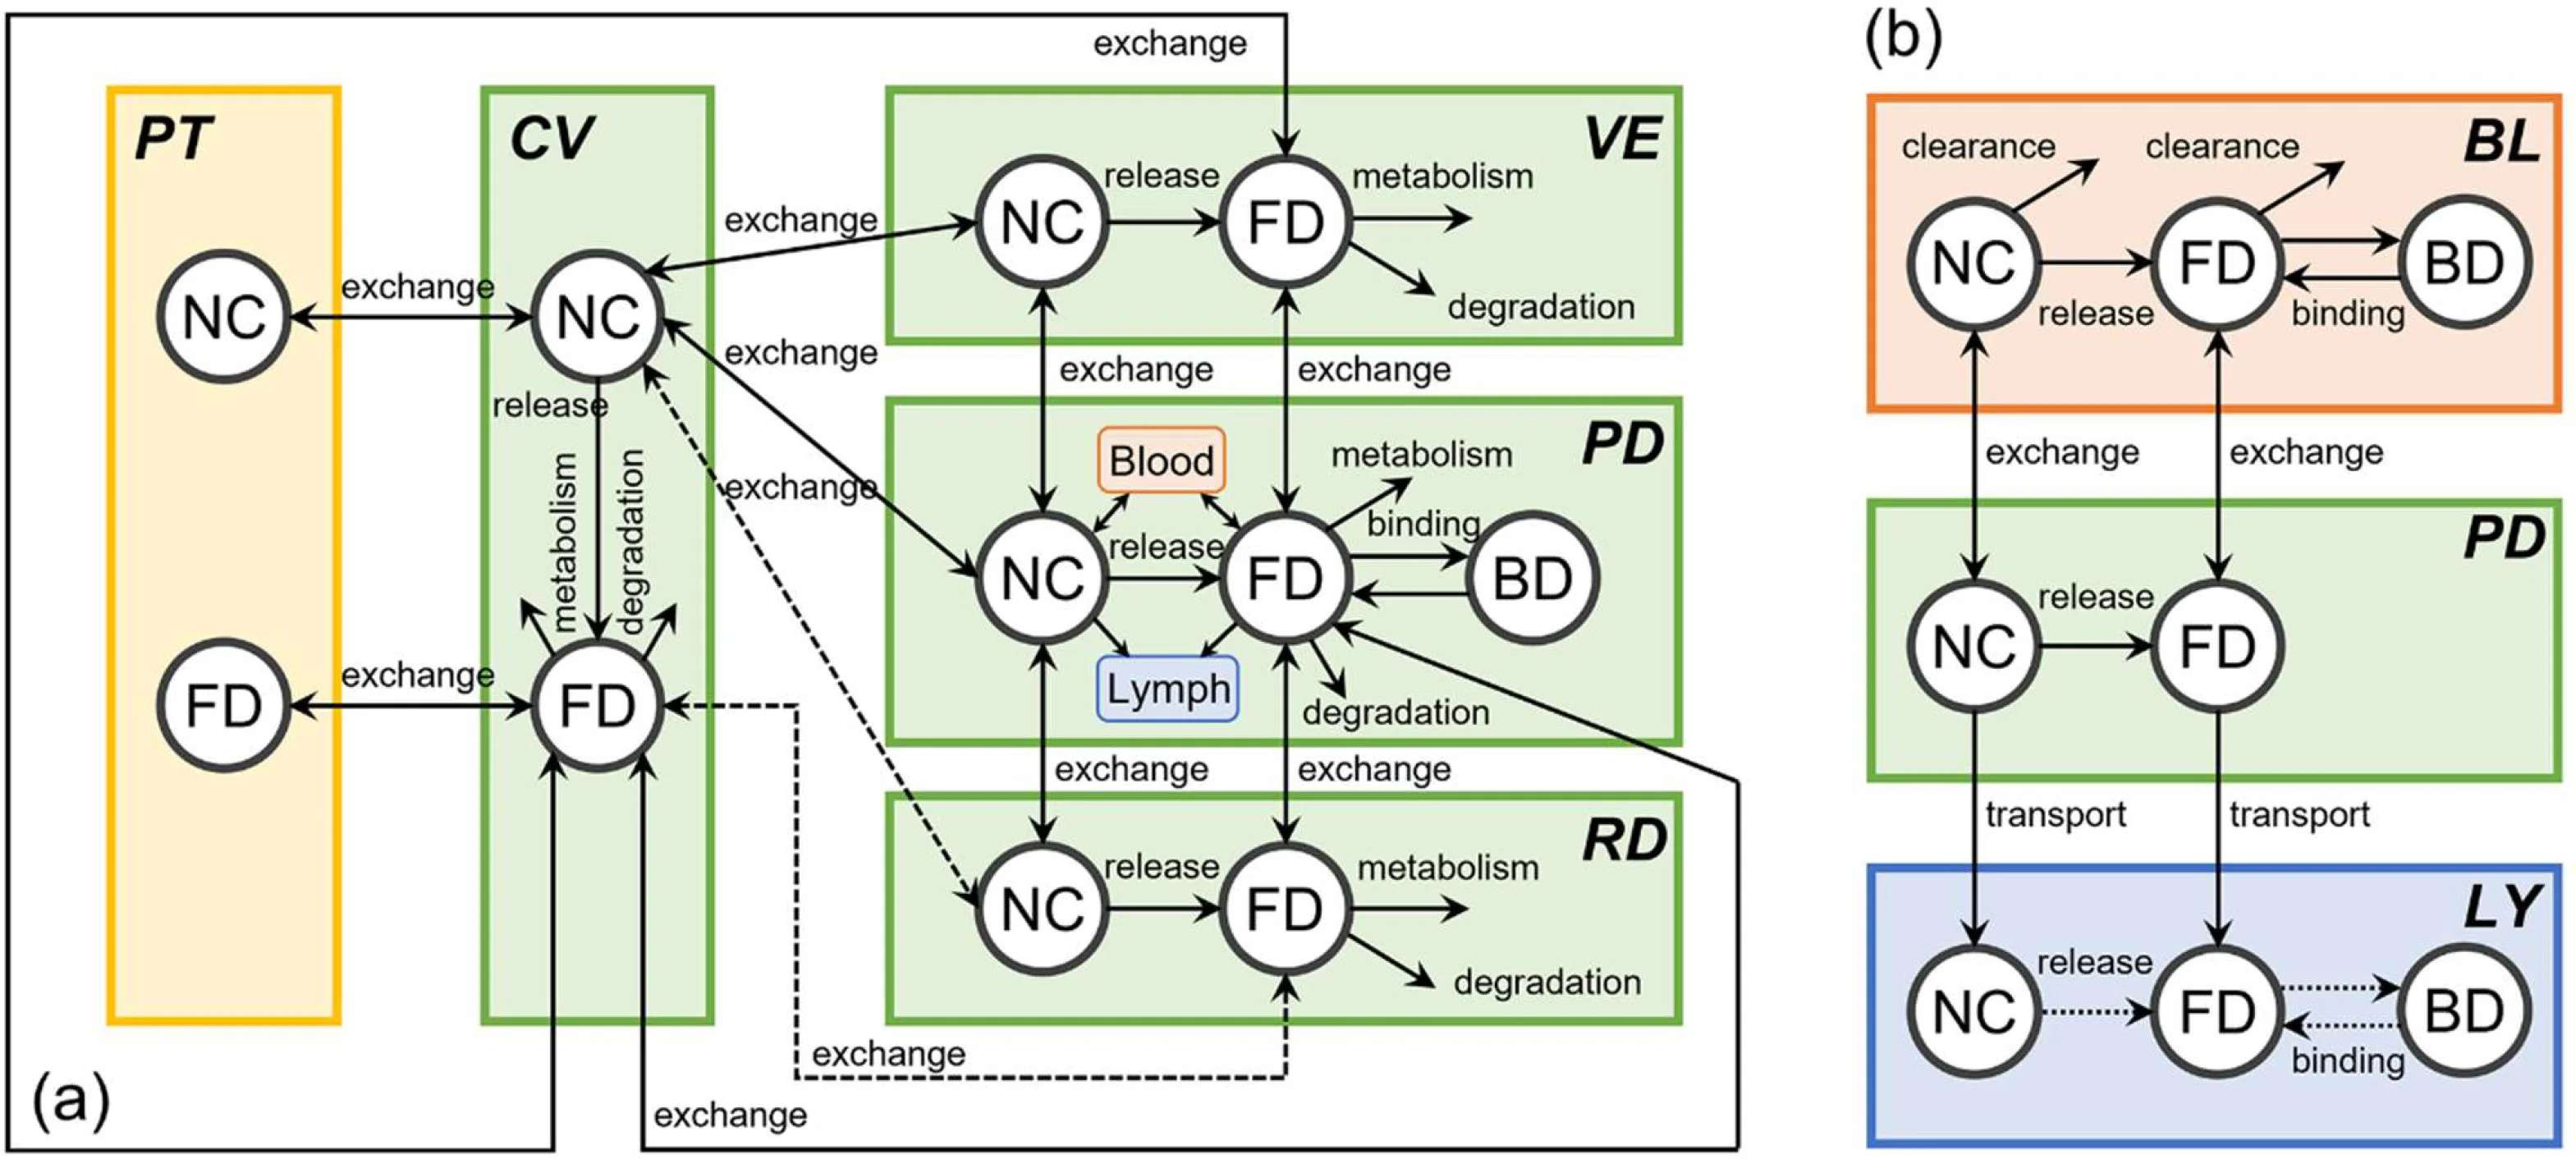 exchange
PT
NC
exchange
FD
exchange
CV
NC
release
metabolism
degradation
FD
exchange
exchange
exchange
VE
NC
release
FD
metabolism
degradation
exchange
exchange
PD
Blood
metabolism
NC
release
FD
binding
BD
Lymph
degradation
exchange
exchange
RD
NC
release
FD
metabolism
degradation
exchange
exchange
(a)
(b)
BL
clearance
clearance
NC
release
FD
binding
BD
exchange
exchange
PD
NC
release
FD
transport
transport
LY
NC
release
FD
binding
BD